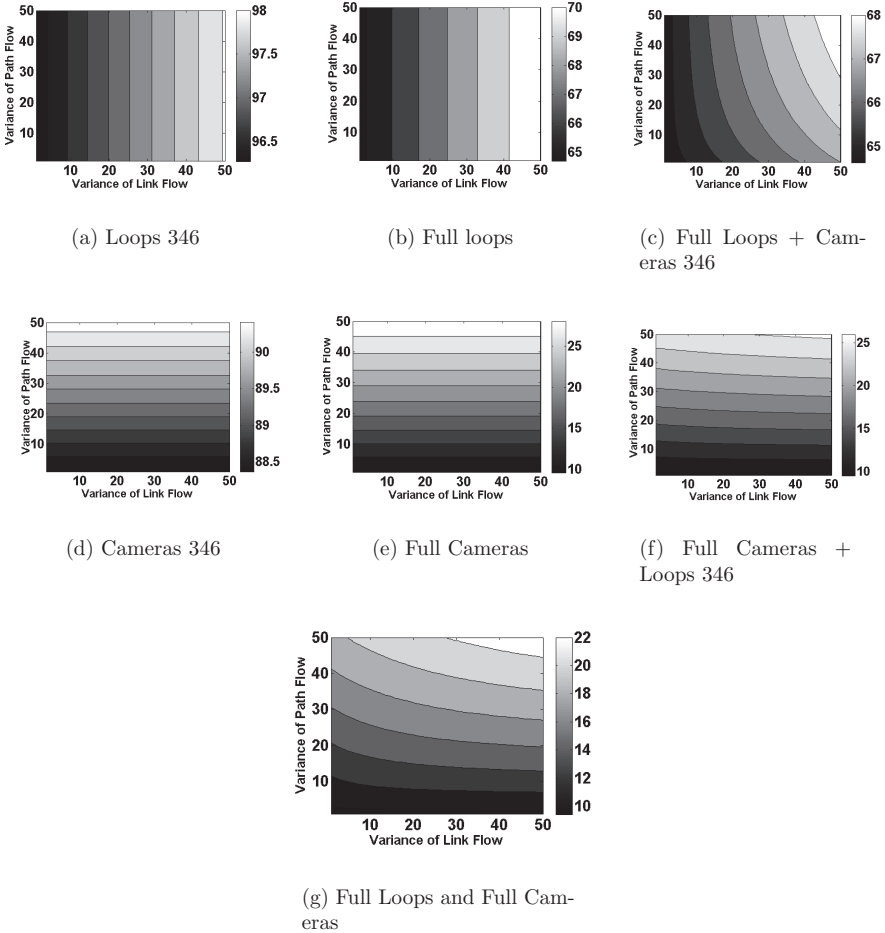 50
40
30
20
10
Variance of Path Flow
10 20 30 40 50
Variance of Link Flow
98
97.5
97
96.5
(a) Loops 346
50
40
30
20
10
Variance of Path Flow
10 20 30 40 50
Variance of Link Flow
70
69
68
67
66
65
(b) Full loops
50
40
30
20
10
Variance of Path Flow
10 20 30 40 50
Variance of Link Flow
68
67
66
65
(c) Full Loops + Cam-
eras 346
50
40
30
20
10
Variance of Path Flow
10 20 30 40 50
Variance of Link Flow
90
89.5
89
88.5
(d) Cameras 346
50
40
30
20
10
Variance of Path Flow
10 20 30 40 50
Variance of Link Flow
25
20
15
10
(e) Full Cameras
50
40
30
20
10
Variance of Path Flow
10 20 30 40 50
Variance of Link Flow
25
20
15
10
(f) Full Cameras +
Loops 346
50
40
30
20
10
Variance of Path Flow
10 20 30 40 50
Variance of Link Flow
22
20
18
16
14
12
10
(g) Full Loops and Full Cam-
eras